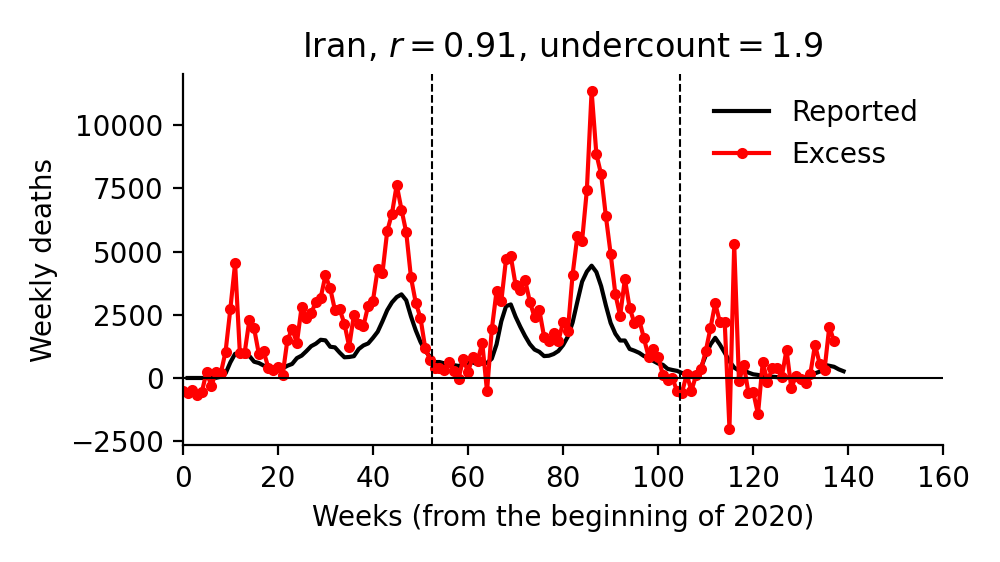 Iran, r = 0.91, undercount = 1.9
Weekly deaths
10000
7500
5000
2500
0
−2500
Reported
Excess
0 20 40 60 80 100 120 140 160
Weeks (from the beginning of 2020)